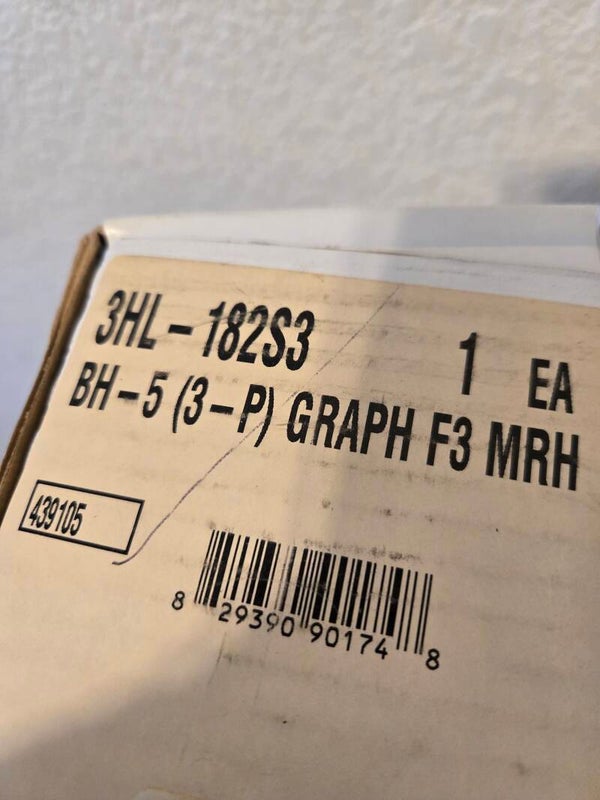 3HL-182S3 1 EA
BH-5 (3-P) GRAPH F3 MRH
439105
8 29390 90174 8